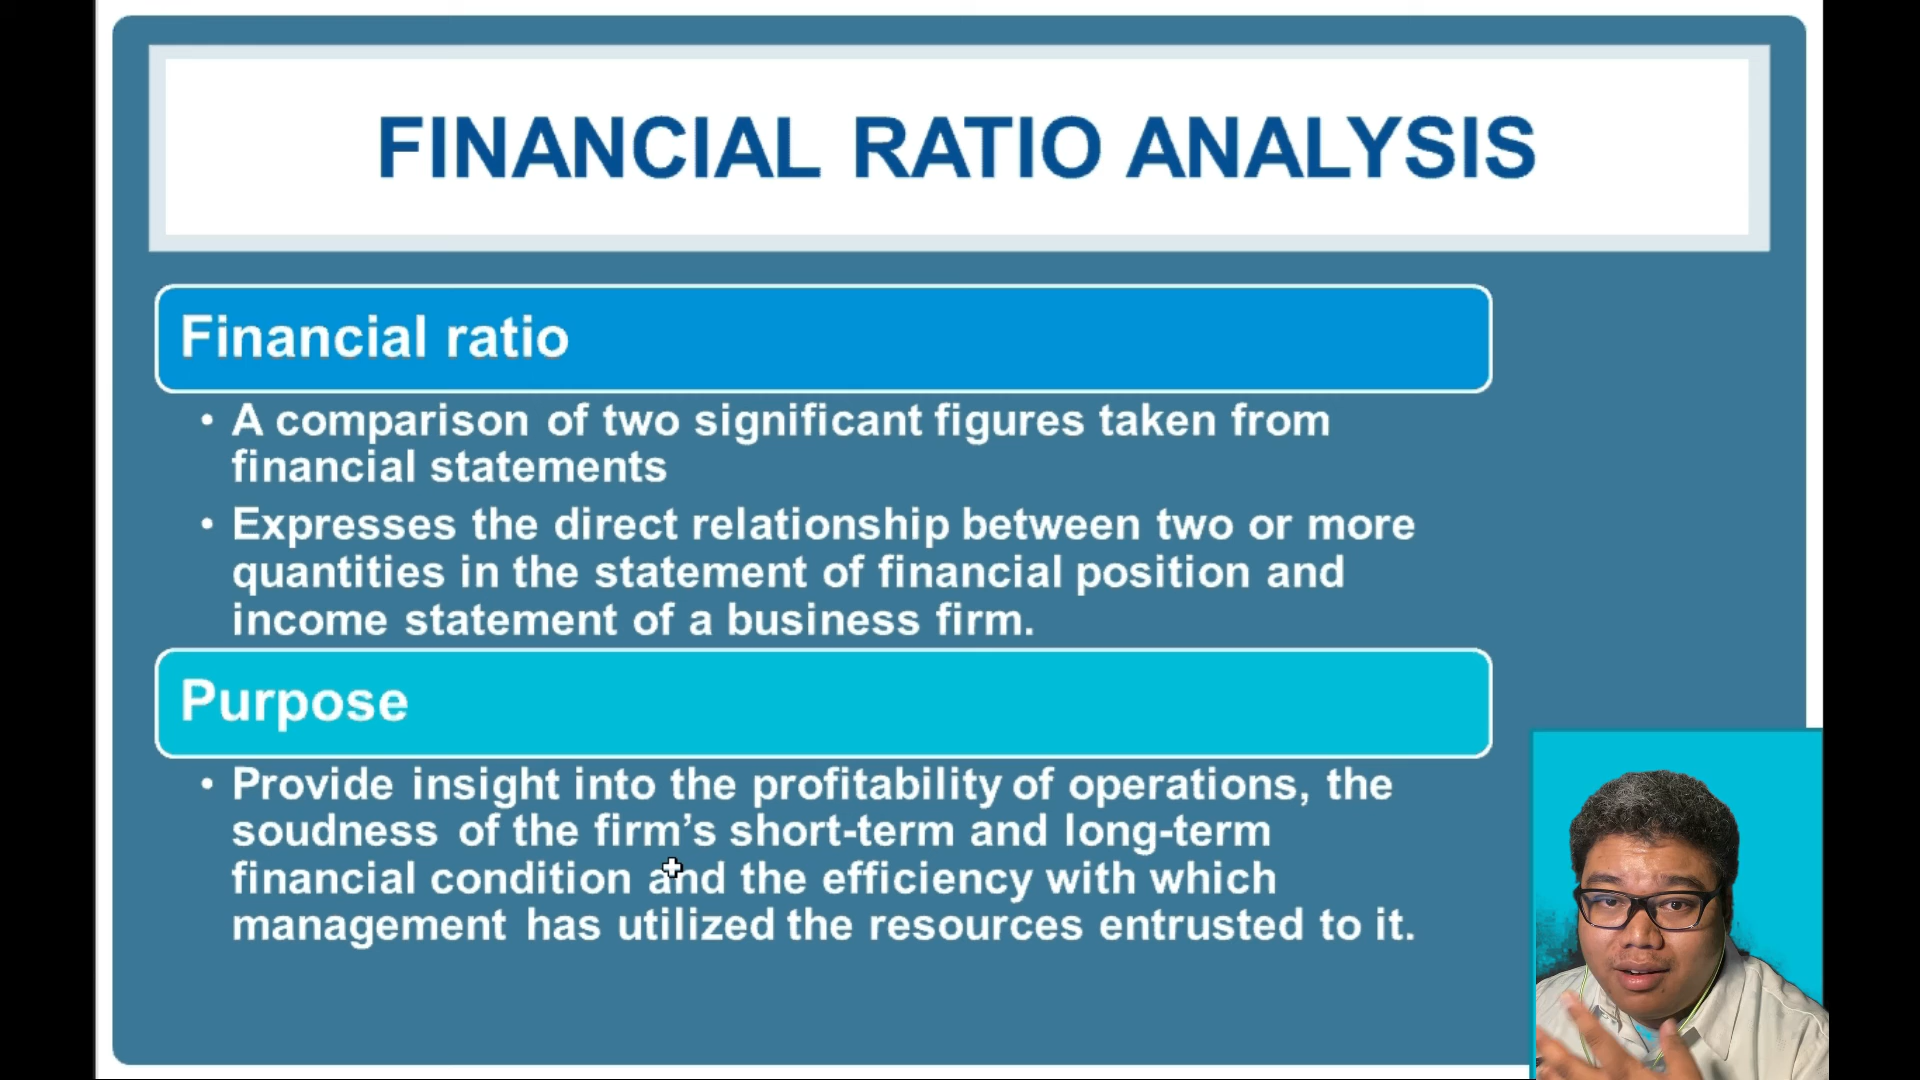 FINANCIAL RATIO ANALYSIS
Financial ratio
• A comparison of two significant figures taken from
financial statements
• Expresses the direct relationship between two or more
quantities in the statement of financial position and
income statement of a business firm.
Purpose
• Provide insight into the profitability of operations, the
soudness of the firm’s short-term and long-term
financial condition and the efficiency with which
management has utilized the resources entrusted to it.